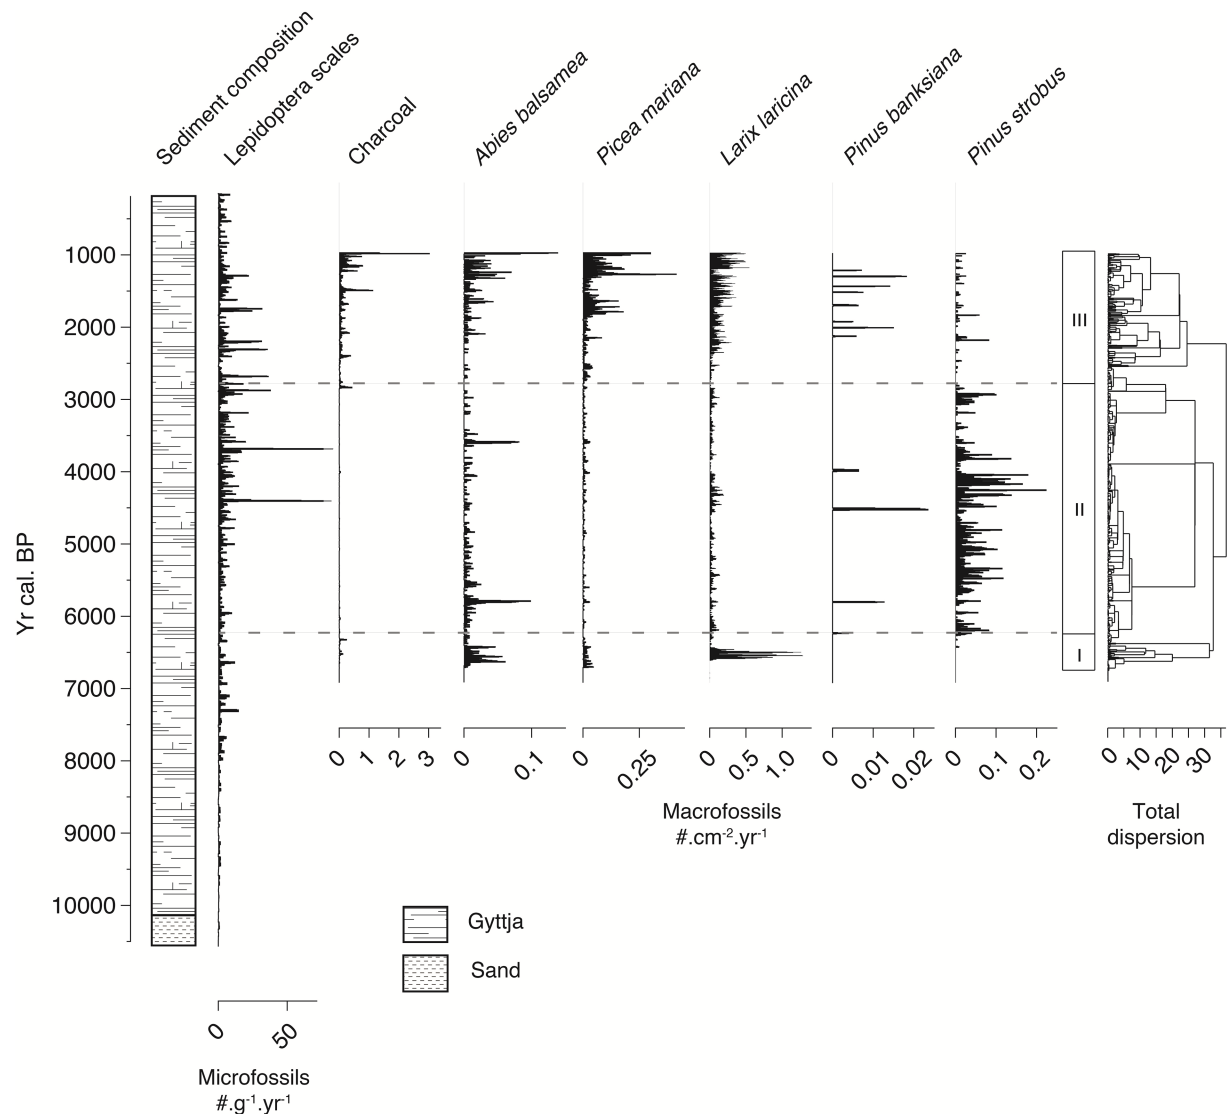 Sediment composition
Lepidoptera scales
Charcoal
Abies balsamea
Picea mariana
Larix laricina
Pinus banksiana
Pinus strobus
Yr cal. BP
1000
2000
3000
4000
5000
6000
7000
8000
9000
10000
III
II
I
0 1 2 3
0 0.1
0 0.25
0 0.5 1.0
0 0.01 0.02
0 0.1 0.2
0 10 20 30
Macrofossils
#.cm⁻².yr⁻¹
Total
dispersion
Gyttja
Sand
0 50
Microfossils
#.g⁻¹.yr⁻¹